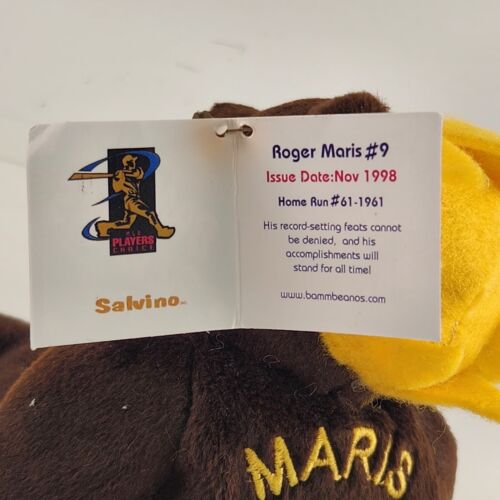 MLB
PLAYERS
CHOICE
Salvino INC
Roger Maris #9
Issue Date:Nov 1998
Home Run #61-1961
His record-setting feats cannot
be denied, and his
accomplishments will
stand for all time!
www.bammbeanos.com
MARIS